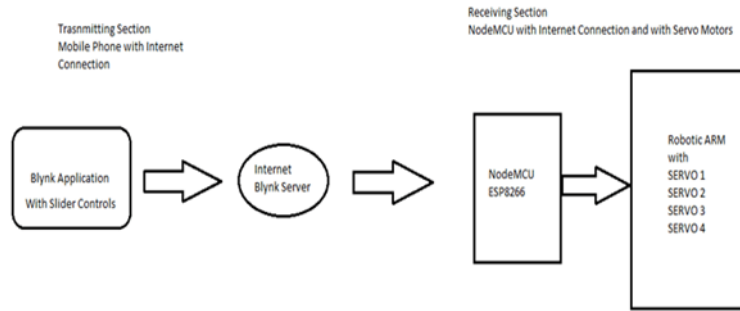 Trasnmitting Section
Mobile Phone with Internet
Connection
Receiving Section
NodeMCU with Internet Connection and with Servo Motors
Blynk Application
With Slider Controls
Internet
Blynk Server
NodeMCU
ESP8266
Robotic ARM
with
SERVO 1
SERVO 2
SERVO 3
SERVO 4